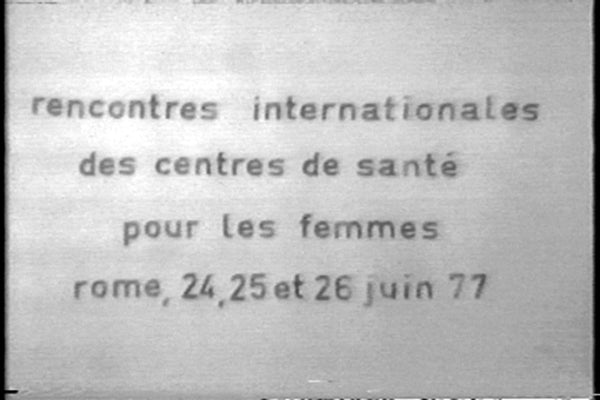 rencontres internationales
des centres de santé
pour les femmes
rome, 24,25 et 26 juin 77